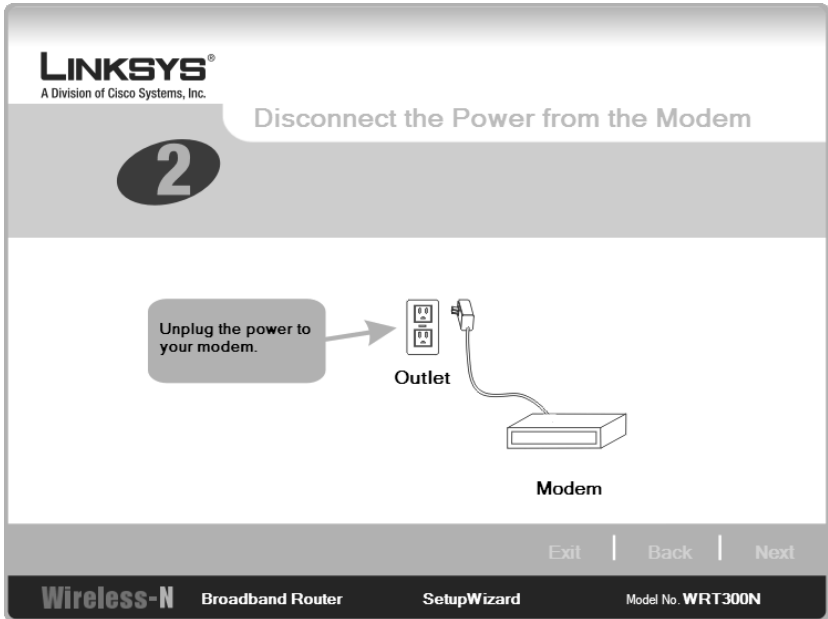 LINKSYS®
A Division of Cisco Systems, Inc.
Disconnect the Power from the Modem
2
Unplug the power to
your modem.
Outlet
Modem
Exit Back Next
Wireless-N Broadband Router SetupWizard Model No. WRT300N